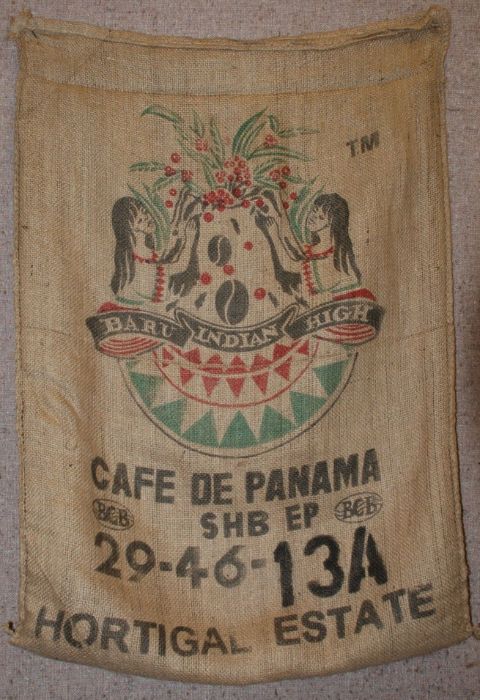 TM
BARU INDIAN HIGH
CAFE DE PANAMA
BCB SHB EP BCB
29-46-13A
HORTIGAL ESTATE